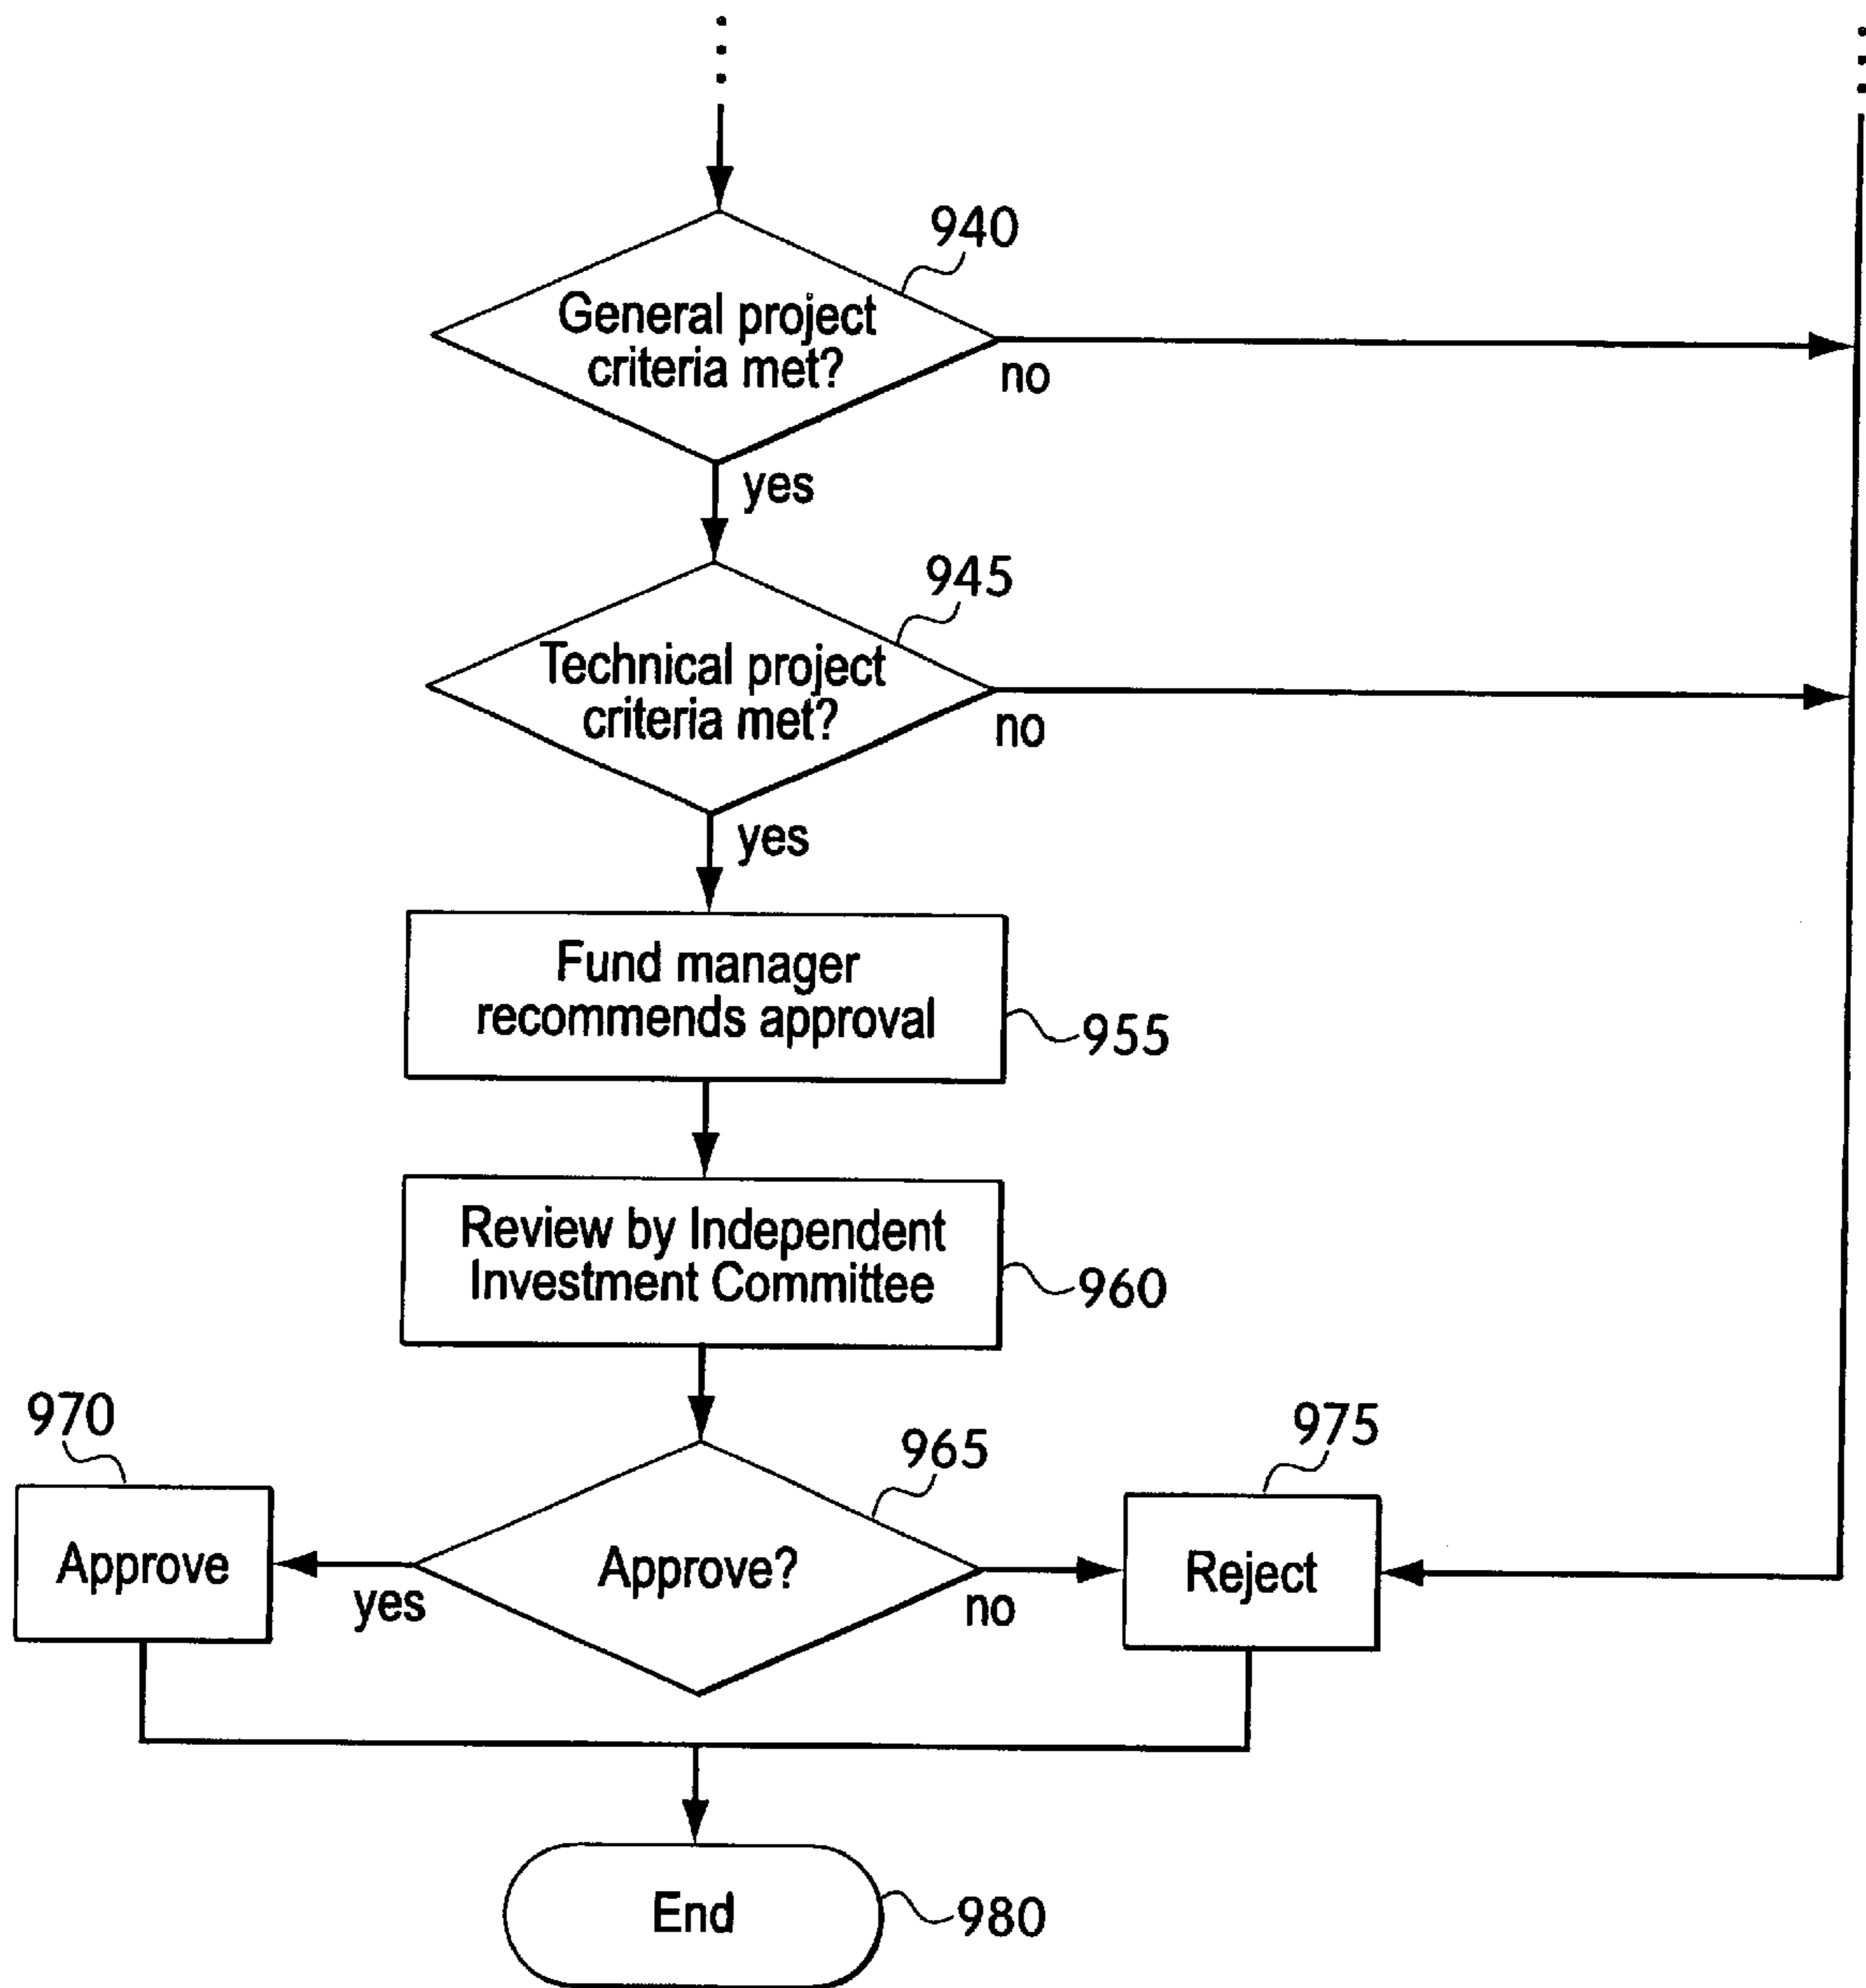 940
General project
criteria met?
no
yes
945
Technical project
criteria met?
no
yes
Fund manager
recommends approval
955
Review by Independent
Investment Committee
960
970
965
975
Approve
yes
Approve?
no
Reject
End
980